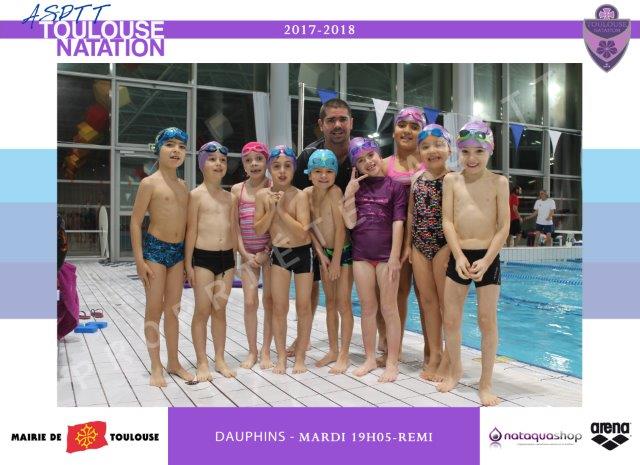 ASPTT
TOULOUSE
NATATION
2017-2018
TOULOUSE
NATATION
MAIRIE DE TOULOUSE
DAUPHINS - MARDI 19H05-REMI
nataquashop
arena